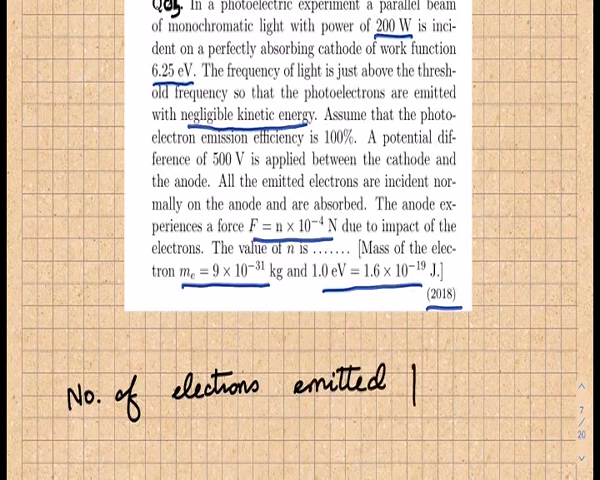 In a photoelectric experiment a parallel beam
of monochromatic light with power of 200 W is inci-
dent on a perfectly absorbing cathode of work function
6.25 eV. The frequency of light is just above the thresh-
old frequency so that the photoelectrons are emitted
with negligible kinetic energy. Assume that the photo-
electron emission efficiency is 100%. A potential dif-
ference of 500 V is applied between the cathode and
the anode. All the emitted electrons are incident nor-
mally on the anode and are absorbed. The anode ex-
periences a force F = n × 10⁻⁴ N due to impact of the
electrons. The value of n is ....... [Mass of the elec-
tron mₑ = 9 × 10⁻³¹ kg and 1.0 eV = 1.6 × 10⁻¹⁹ J.]
(2018)
No. of elections emitted |
7
/
20